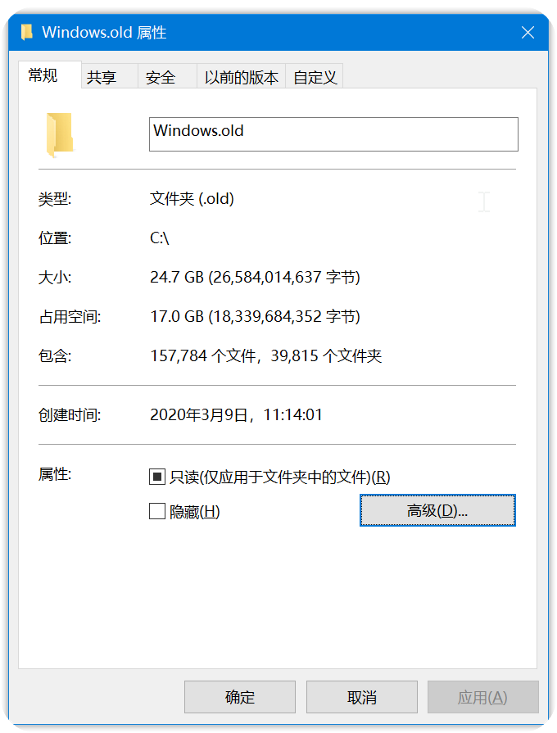 Windows.old 属性
常规 共享 安全 以前的版本 自定义
Windows.old
类型: 文件夹 (.old)
位置: C:\
大小: 24.7 GB (26,584,014,637 字节)
占用空间: 17.0 GB (18,339,684,352 字节)
包含: 157,784 个文件，39,815 个文件夹
创建时间: 2020年3月9日，11:14:01
属性: 只读(仅应用于文件夹中的文件)(R)
隐藏(H) 高级(D)...
确定 取消 应用(A)